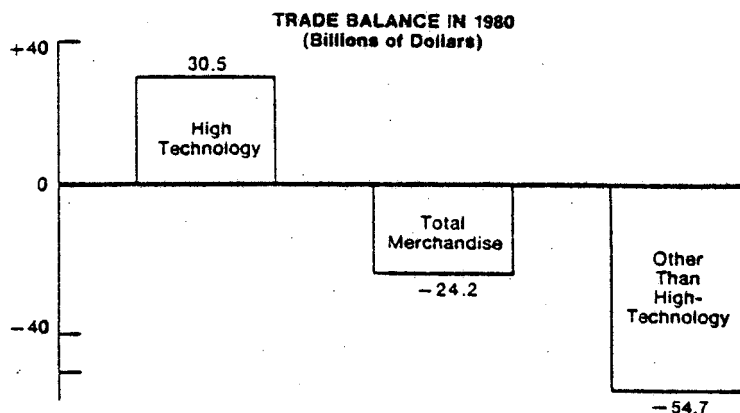 TRADE BALANCE IN 1980
(Billions of Dollars)
+40
30.5
High
Technology
0
Total
Merchandise
−24.2
Other
Than
High-
Technology
−40
−54.7